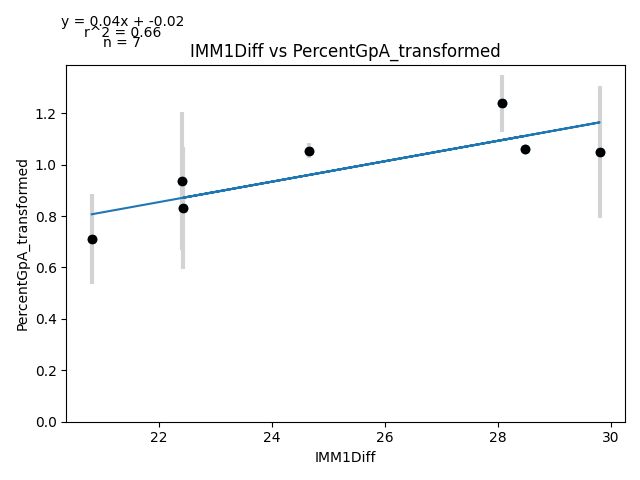 y = 0.04x + -0.02
r^2 = 0.66
n = 7
IMM1Diff vs PercentGpA_transformed
PercentGpA_transformed
1.2
1.0
0.8
0.6
0.4
0.2
0.0
22 24 26 28 30
IMM1Diff